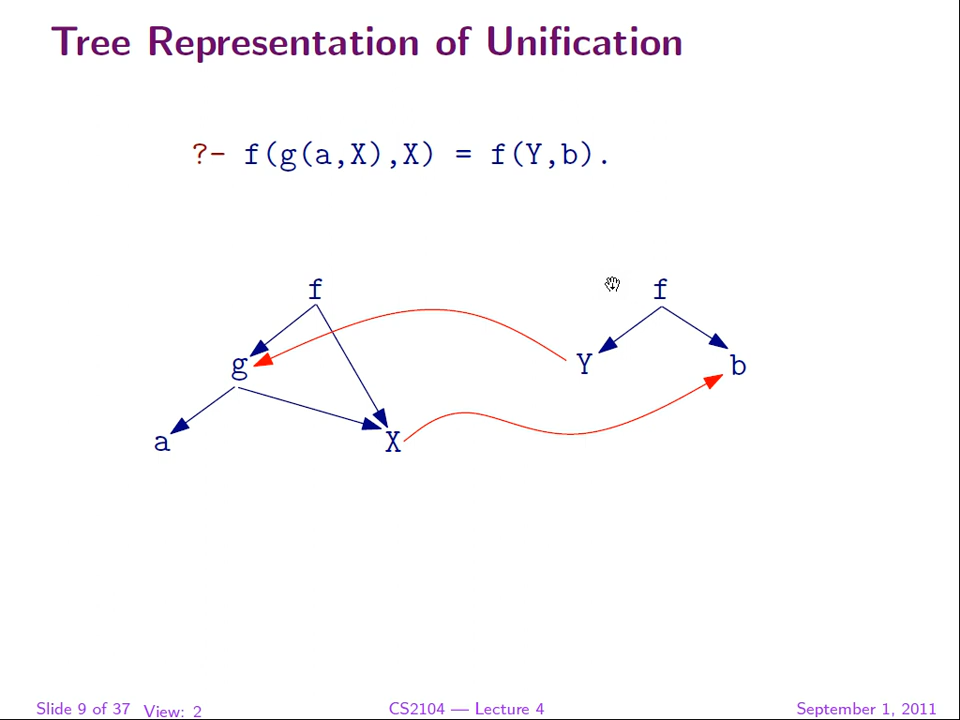 Tree Representation of Unification
?- f(g(a,X),X) = f(Y,b).
f f
g Y b
a X
Slide 9 of 37 View: 2 CS2104 — Lecture 4 September 1, 2011